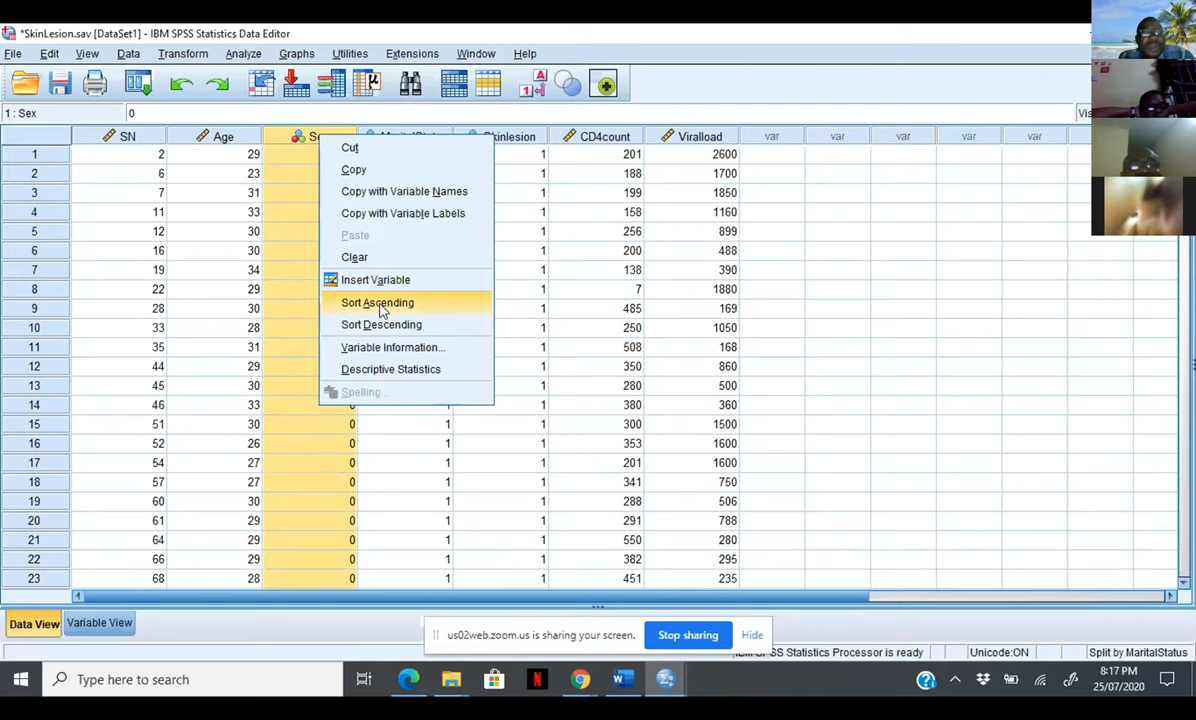 *SkinLesion.sav [DataSet1] - IBM SPSS Statistics Data Editor
File Edit View Data Transform Analyze Graphs Utilities Extensions Window Help
1 : Sex 0
SN Age CD4count Viralload var var var var var
1 2 29 1 201 2600
2 6 23 1 188 1700
3 7 31 1 199 1850
4 11 33 1 158 1160
5 12 30 1 256 899
6 16 30 1 200 488
7 19 34 1 138 390
8 22 29 1 7 1880
9 28 30 1 485 169
10 33 28 1 250 1050
11 35 31 1 508 168
12 44 29 1 350 860
13 45 30 1 280 500
14 46 33 1 380 360
15 51 30 0 1 1 300 1500
16 52 26 0 1 1 353 1600
17 54 27 0 1 1 201 1600
18 57 27 0 1 1 341 750
19 60 30 0 1 1 288 506
20 61 29 0 1 1 291 788
21 64 29 0 1 1 550 280
22 66 29 0 1 1 382 295
23 68 28 0 1 1 451 235
Cut
Copy
Copy with Variable Names
Copy with Variable Labels
Paste
Clear
Insert Variable
Sort Ascending
Sort Descending
Variable Information...
Descriptive Statistics
Spelling...
Data View Variable View
us02web.zoom.us is sharing your screen. Stop sharing Hide
IBM SPSS Statistics Processor is ready Unicode:ON Split by MaritalStatus
Type here to search
8:17 PM
25/07/2020